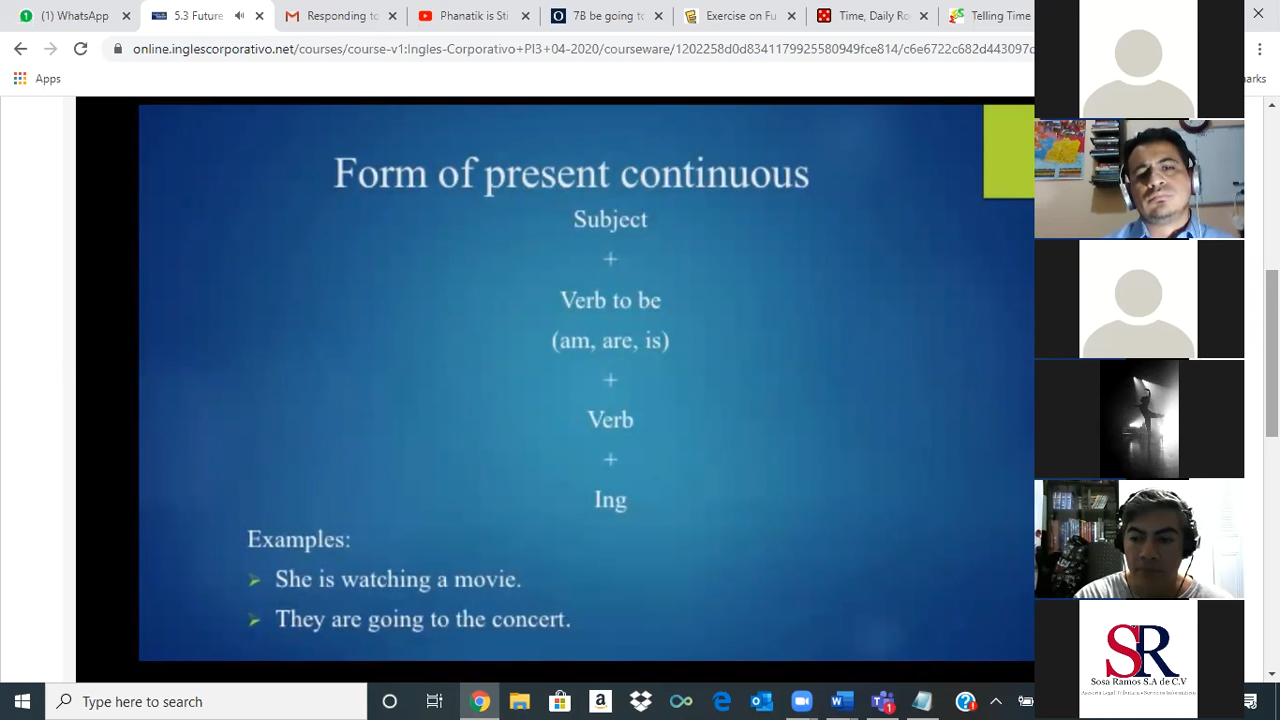 (1) WhatsApp
5.3 Future
Responding to
Phanatik is St
7B be going to
Exercise on Fu
Time, Daily Ro
Telling Time
online.inglescorporativo.net/courses/course-v1:Ingles-Corporativo+PI3+04-2020/courseware/1202258d0d8341179925580949fce814/c6e6722c682d443097c
Apps
arks
Form of present continuous
Subject
+
Verb to be
(am, are, is)
+
Verb
+
Ing
Examples:
She is watching a movie.
They are going to the concert.
SR
Sosa Ramos S.A de C.V
Type here to search